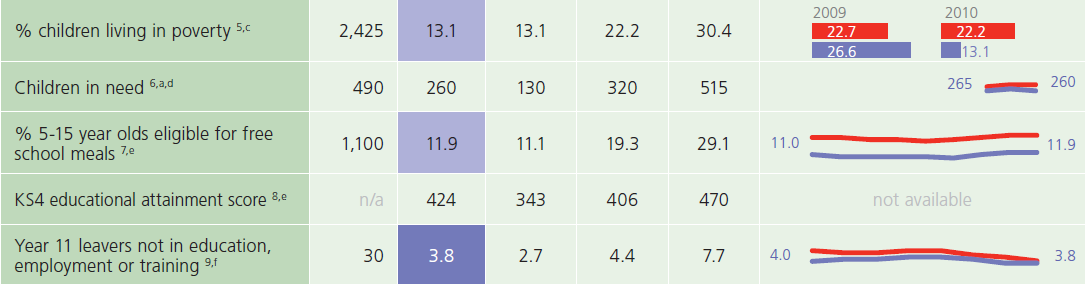 2009 2010
% children living in poverty 5,c 2,425 13.1 13.1 22.2 30.4 22.7 22.2
26.6 13.1
Children in need 6,a,d 490 260 130 320 515 265 260
% 5-15 year olds eligible for free
school meals 7,e 1,100 11.9 11.1 19.3 29.1 11.0 11.9
KS4 educational attainment score 8,e n/a 424 343 406 470 not available
Year 11 leavers not in education,
employment or training 9,f 30 3.8 2.7 4.4 7.7 4.0 3.8